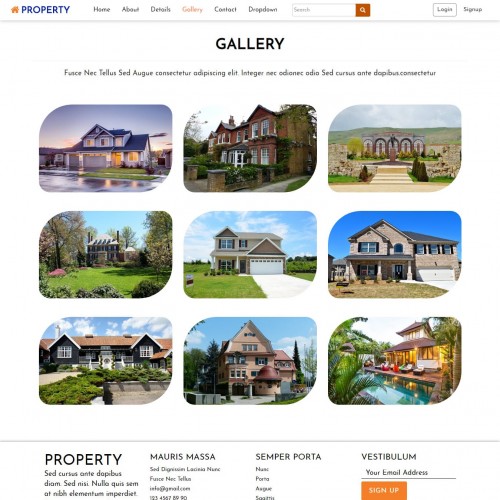 PROPERTY Home About Details Gallery Contact Dropdown Search Login Signup
GALLERY
Fusce Nec Tellus Sed Augue consectetur adipiscing elit. Integer nec odionec odio Sed cursus ante dapibus.consectetur
PROPERTY
Sed cursus ante dapibus
diam. Sed nisi. Nulla quis sem
at nibh elementum imperdiet.
MAURIS MASSA
Sed Dignissim Lacinia Nunc
Fusce Nec Tellus
info@gmail.com
123 4567 89 90
SEMPER PORTA
Nunc
Porta
Augue
Sagittis
VESTIBULUM
Your Email Address
SIGN UP